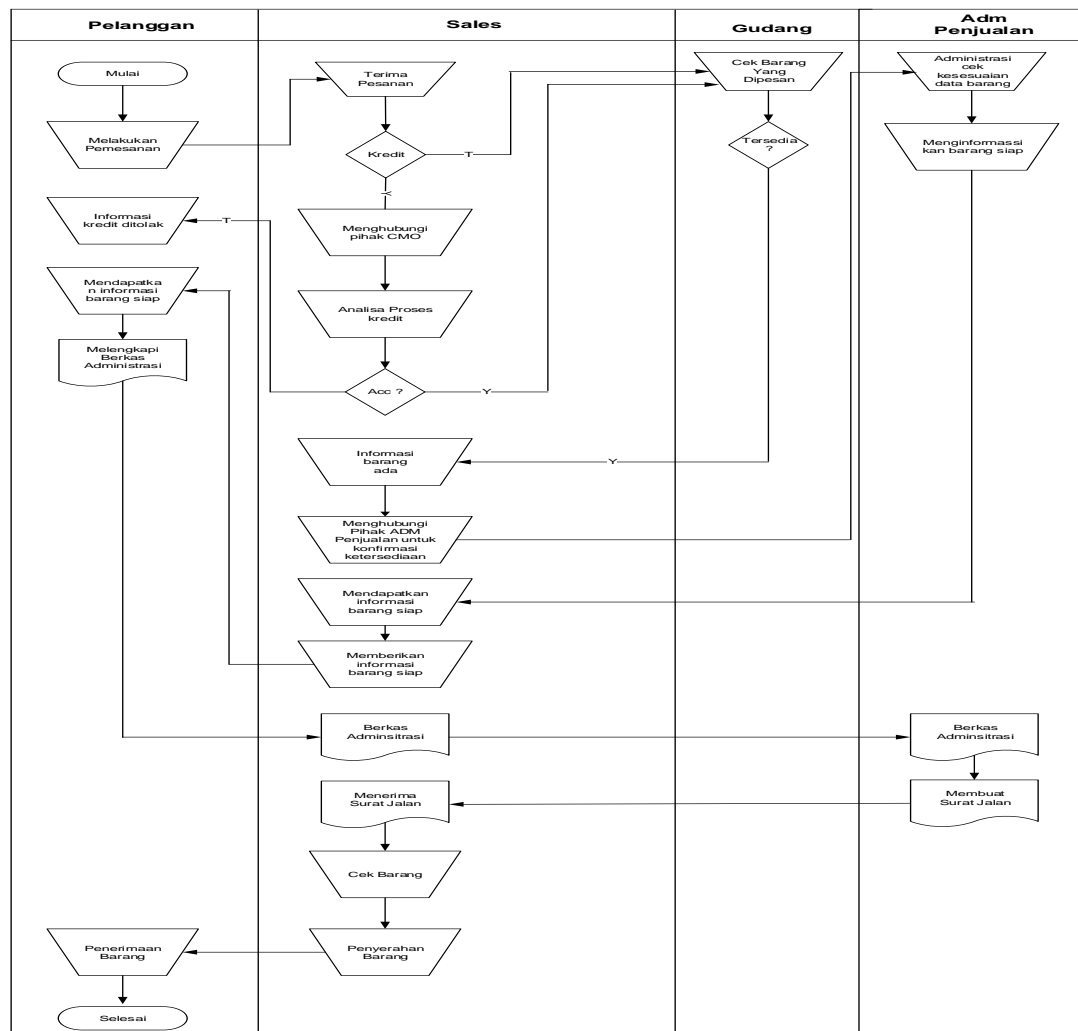 Pelanggan
Sales
Gudang
Adm
Penjualan
Mulai
Melakukan
Pemesanan
Informasi
kredit ditolak
Mendapatka
n informasi
barang siap
Melengkapi
Berkas
Administrasi
Penerimaan
Barang
Selesai
Terima
Pesanan
Kredit
T
Y
Menghubungi
pihak CMO
Analisa Proses
kredit
Acc ?
T
Y
Informasi
barang
ada
Y
Menghubungi
Pihak ADM
Penjualan untuk
konfirmasi
ketersediaan
Mendapatkan
informasi
barang siap
Memberikan
informasi
barang siap
Berkas
Adminsitrasi
Menerima
Surat Jalan
Cek Barang
Penyerahan
Barang
Cek Barang
Yang
Dipesan
Tersedia
?
Administrasi
cek
kesesuaian
data barang
Menginformassi
kan barang siap
Berkas
Adminsitrasi
Membuat
Surat Jalan